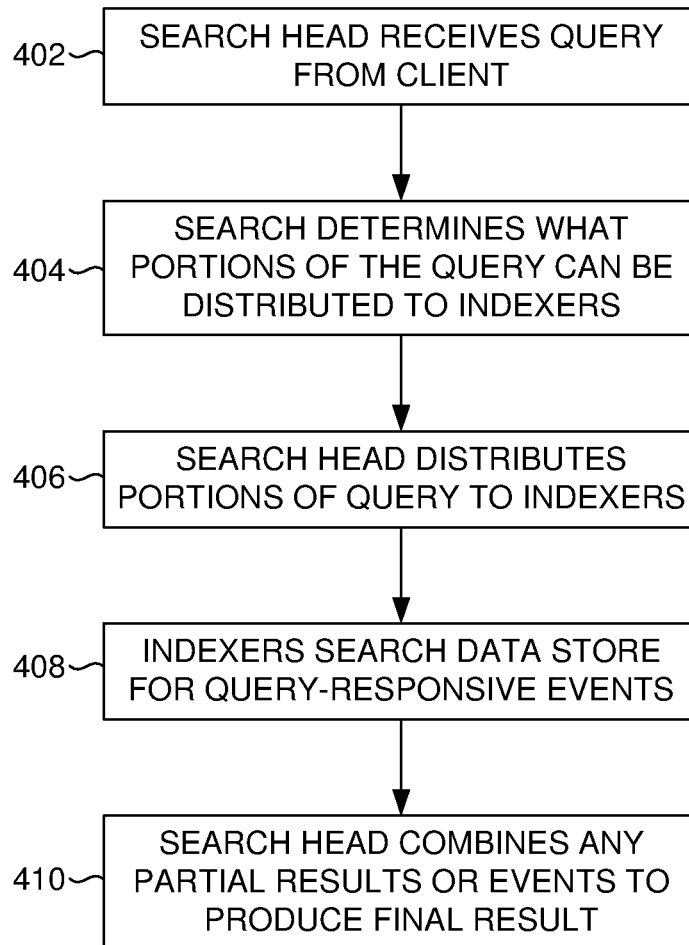 402
SEARCH HEAD RECEIVES QUERY
FROM CLIENT
404
SEARCH DETERMINES WHAT
PORTIONS OF THE QUERY CAN BE
DISTRIBUTED TO INDEXERS
406
SEARCH HEAD DISTRIBUTES
PORTIONS OF QUERY TO INDEXERS
408
INDEXERS SEARCH DATA STORE
FOR QUERY-RESPONSIVE EVENTS
410
SEARCH HEAD COMBINES ANY
PARTIAL RESULTS OR EVENTS TO
PRODUCE FINAL RESULT